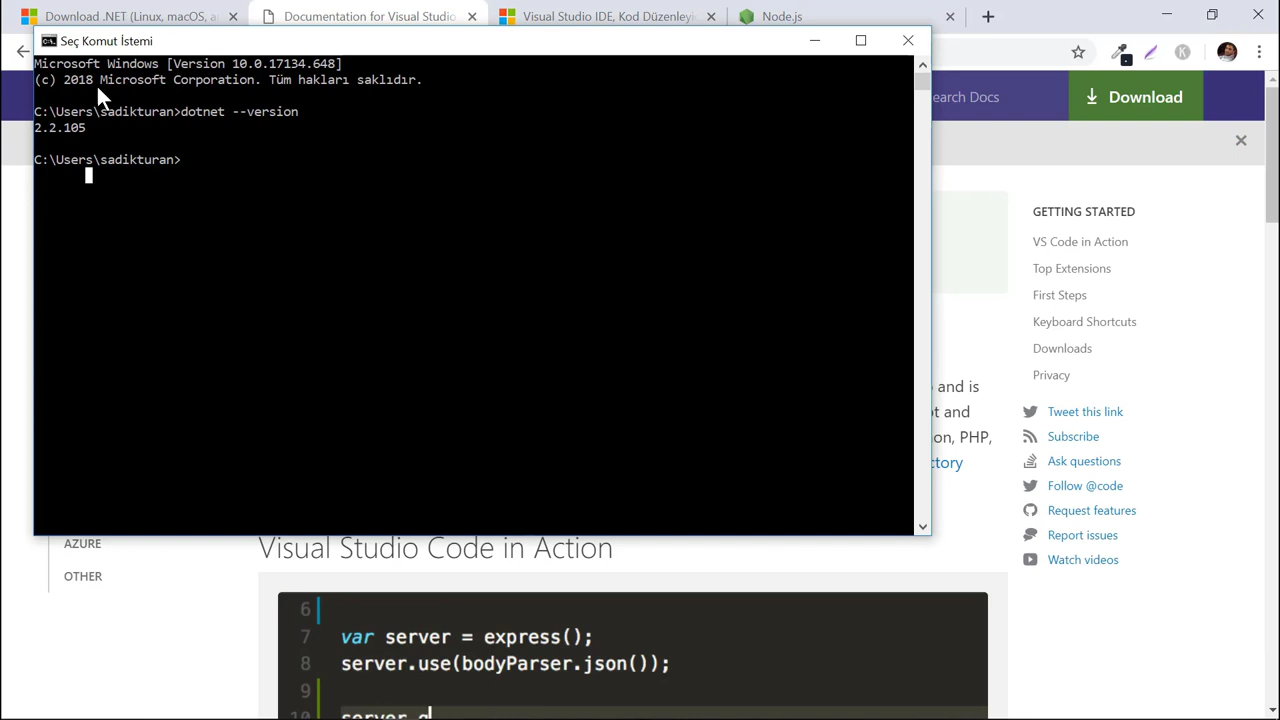 Download .NET (Linux, macOS, a
Documentation for Visual Studio
Visual Studio IDE, Kod Düzenleyi
Node.js
Seç Komut İstemi
Microsoft Windows [Version 10.0.17134.648]
(c) 2018 Microsoft Corporation. Tüm hakları saklıdır.
C:\Users\sadikturan>dotnet --version
2.2.105
C:\Users\sadikturan>
earch Docs
Download
GETTING STARTED
VS Code in Action
Top Extensions
First Steps
Keyboard Shortcuts
Downloads
Privacy
Tweet this link
Subscribe
Ask questions
Follow @code
Request features
Report issues
Watch videos
and is
ot and
on, PHP,
ctory
AZURE
OTHER
Visual Studio Code in Action
6
7 var server = express();
8 server.use(bodyParser.json());
9
10 server.g